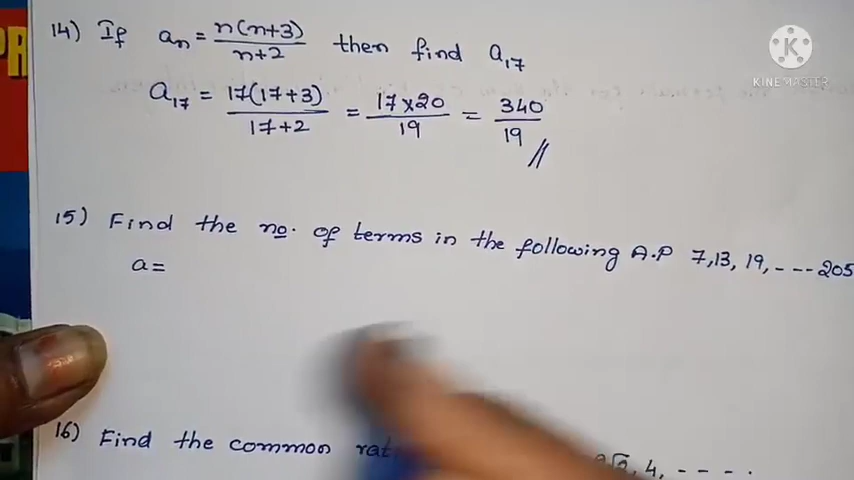 14) If aₙ = n(n+3)/n+2 then find a₁₇
a₁₇ = 17(17+3)/17+2 = 17×20/19 = 340/19 //
KINEMASTER
15) Find the no. of terms in the following A.P 7, 13, 19, ---- 205
a =
16) Find the common 4, - - - -